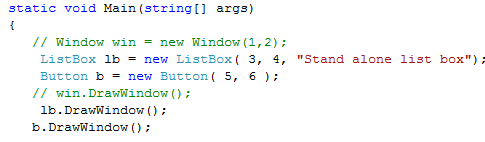 static void Main(string[] args)
{
// Window win = new Window(1,2);
ListBox lb = new ListBox( 3, 4, "Stand alone list box");
Button b = new Button( 5, 6 );
// win.DrawWindow();
lb.DrawWindow();
b.DrawWindow();